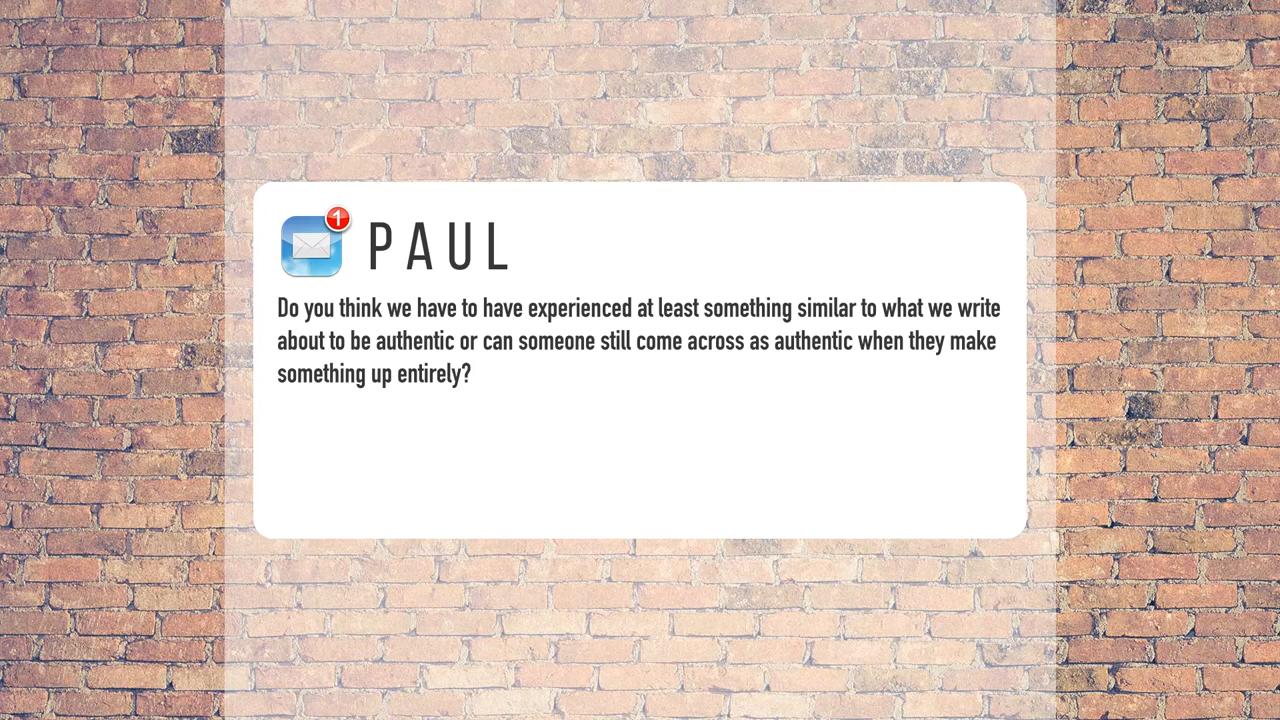 1
PAUL
Do you think we have to have experienced at least something similar to what we write
about to be authentic or can someone still come across as authentic when they make
something up entirely?